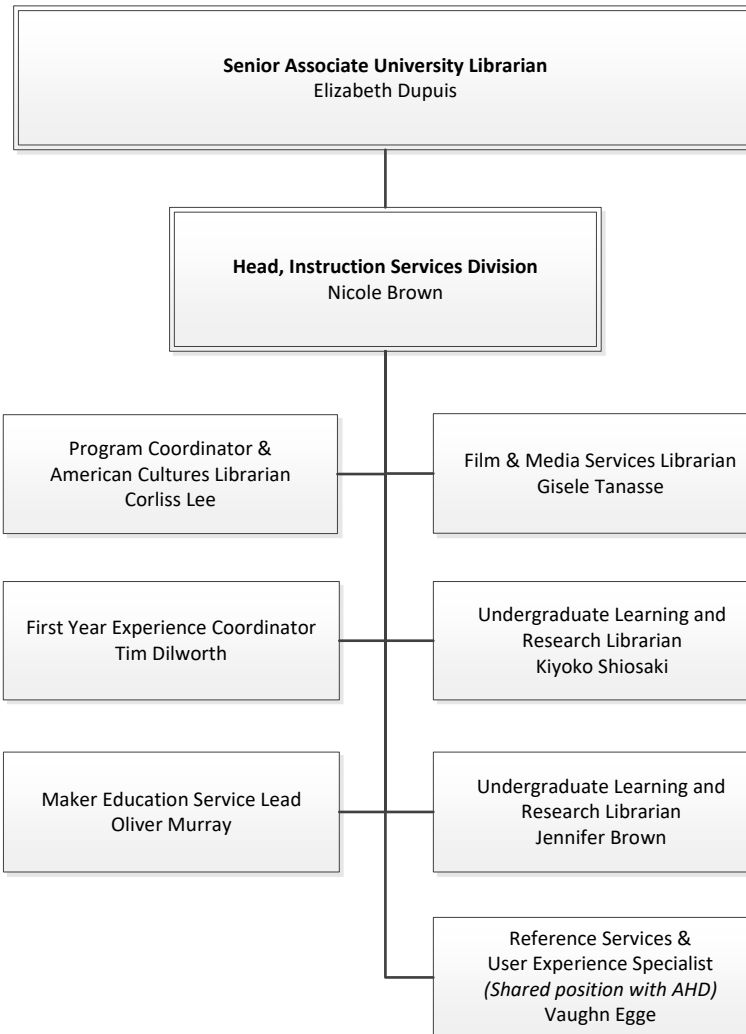 Senior Associate University Librarian
Elizabeth Dupuis
Head, Instruction Services Division
Nicole Brown
Program Coordinator &
American Cultures Librarian
Corliss Lee
Film & Media Services Librarian
Gisele Tanasse
First Year Experience Coordinator
Tim Dilworth
Undergraduate Learning and
Research Librarian
Kiyoko Shiosaki
Maker Education Service Lead
Oliver Murray
Undergraduate Learning and
Research Librarian
Jennifer Brown
Reference Services &
User Experience Specialist
(Shared position with AHD)
Vaughn Egge